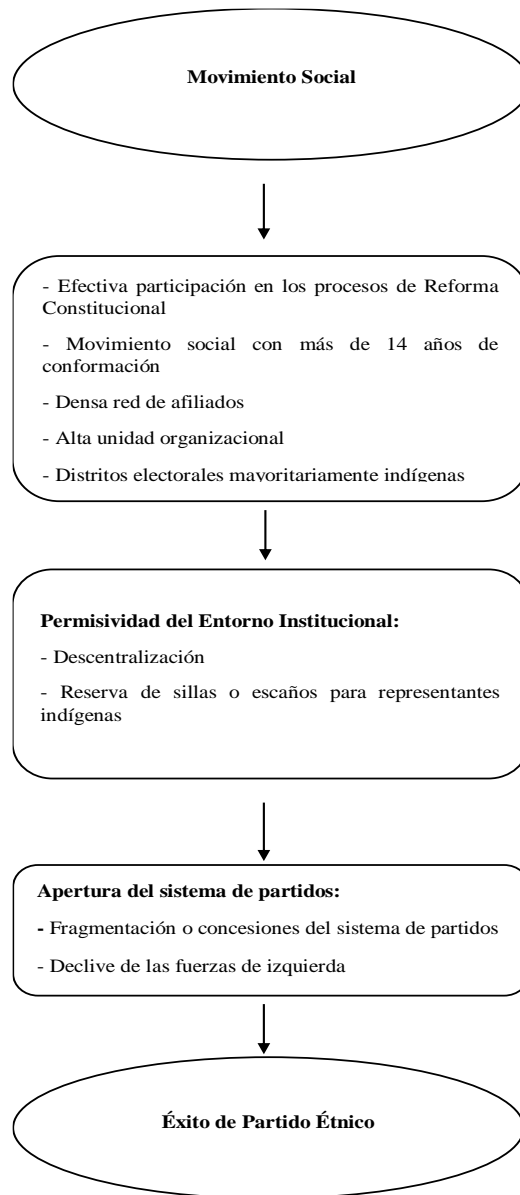 Movimiento Social
- Efectiva participación en los procesos de Reforma
Constitucional
- Movimiento social con más de 14 años de
conformación
- Densa red de afiliados
- Alta unidad organizacional
- Distritos electorales mayoritariamente indígenas
Permisividad del Entorno Institucional:
- Descentralización
- Reserva de sillas o escaños para representantes
indígenas
Apertura del sistema de partidos:
- Fragmentación o concesiones del sistema de partidos
- Declive de las fuerzas de izquierda
Éxito de Partido Étnico